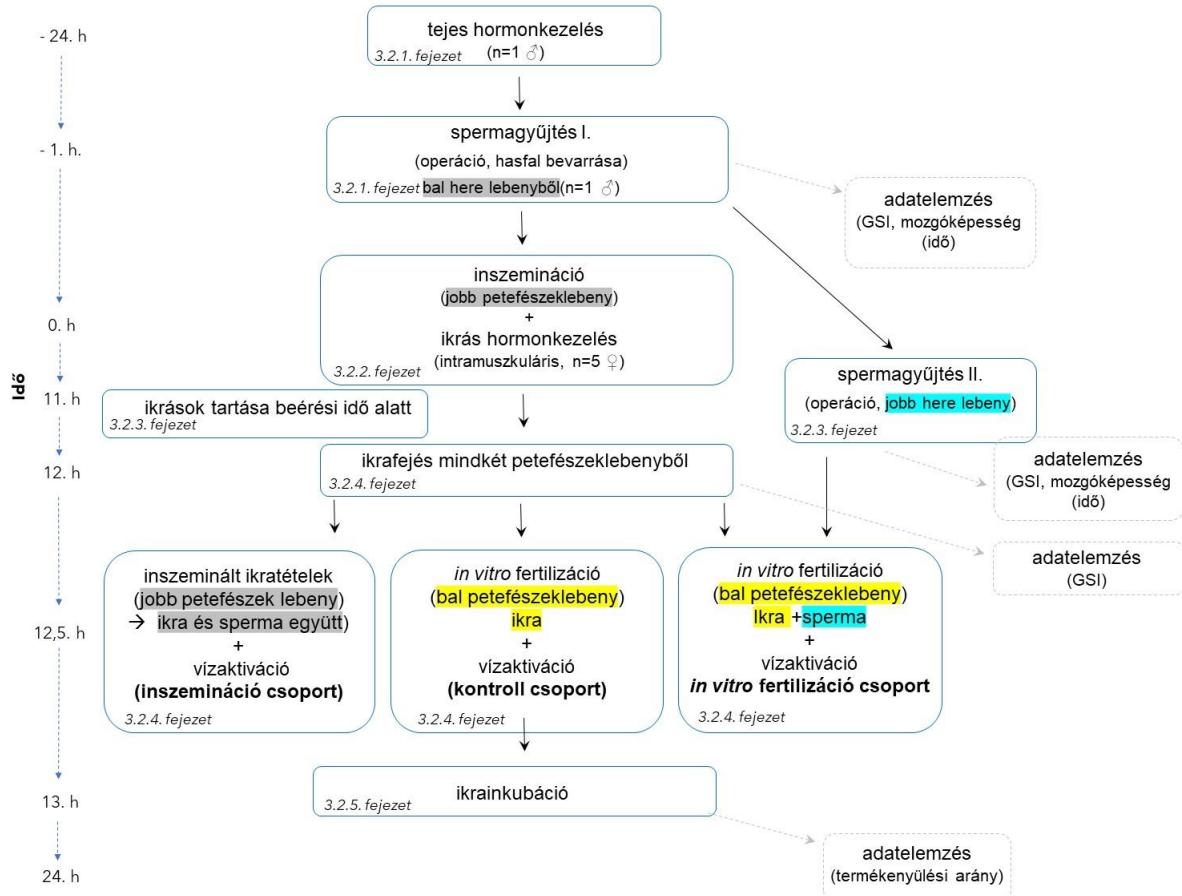 Idő
- 24. h
- 1. h.
0. h
11. h
12. h
12,5. h
13. h
24. h
tejes hormonkezelés
3.2.1. fejezet (n=1 ♂)
spermagyűjtés I.
(operáció, hasfal bevarrása)
3.2.1. fejezet bal here lebenyből(n=1 ♂)
adatelemzés
(GSI, mozgóképesség
(idő)
inszemináció
(jobb petefészeklebeny)
+
ikrás hormonkezelés
(intramuszkuláris, n=5 ♀)
3.2.2. fejezet
spermagyűjtés II.
(operáció, jobb here lebeny)
3.2.3. fejezet
ikrások tartása beérési idő alatt
3.2.3. fejezet
adatelemzés
(GSI, mozgóképesség
(idő)
ikrafejés mindkét petefészeklebenyből
3.2.4. fejezet
adatelemzés
(GSI)
inszeminált ikratételek
(jobb petefészek lebeny)
→ ikra és sperma együtt)
+
vízaktiváció
(inszemináció csoport)
3.2.4. fejezet
in vitro fertilizáció
(bal petefészeklebeny)
ikra
+
vízaktiváció
(kontroll csoport)
3.2.4. fejezet
in vitro fertilizáció
(bal petefészeklebeny)
Ikra +sperma
+
vízaktiváció
in vitro fertilizáció csoport
3.2.4. fejezet
ikrainkubáció
3.2.5. fejezet
adatelemzés
(termékenyülési arány)